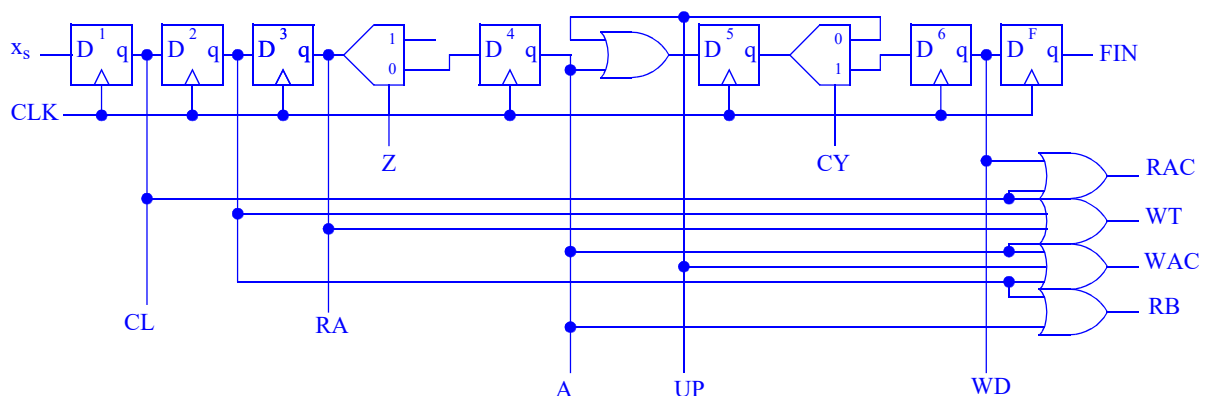 x_s D 1 q D 2 q D 3 q 1 0 D 4 q D 5 q 0 1 D 6 q D F q FIN
CLK
Z CY
RAC
WT
WAC
RB
CL RA
A UP WD